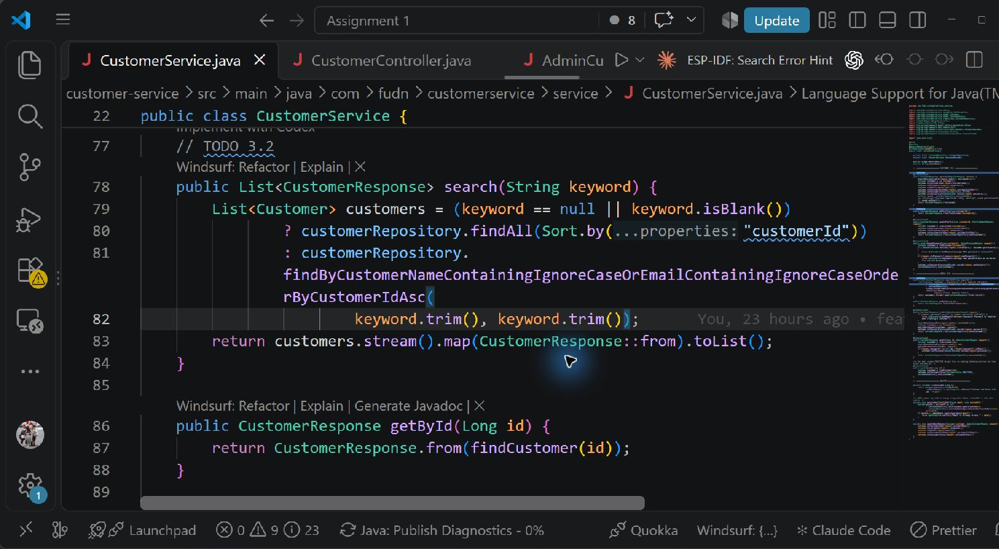 Assignment 1
8
Update
CustomerService.java
CustomerController.java
AdminCu
ESP-IDF: Search Error Hint
customer-service > src > main > java > com > fudn > customerservice > service > CustomerService.java > Language Support for Java(TN
22 public class CustomerService {
Implement with Codex
77 // TODO 3.2
Windsurf: Refactor | Explain | X
78 public List<CustomerResponse> search(String keyword) {
79 List<Customer> customers = (keyword == null || keyword.isBlank())
80 ? customerRepository.findAll(Sort.by(...properties: "customerId"))
81 : customerRepository.
findByCustomerNameContainingIgnoreCaseOrEmailContainingIgnoreCaseOrde
rByCustomerIdAsc(
82 keyword.trim(), keyword.trim()); You, 23 hours ago • fea
83 return customers.stream().map(CustomerResponse::from).toList();
84 }
85
Windsurf: Refactor | Explain | Generate Javadoc | X
86 public CustomerResponse getById(Long id) {
87 return CustomerResponse.from(findCustomer(id));
88 }
89
1
Launchpad 0 9 23 Java: Publish Diagnostics - 0% Quokka Windsurf: {...} Claude Code Prettier